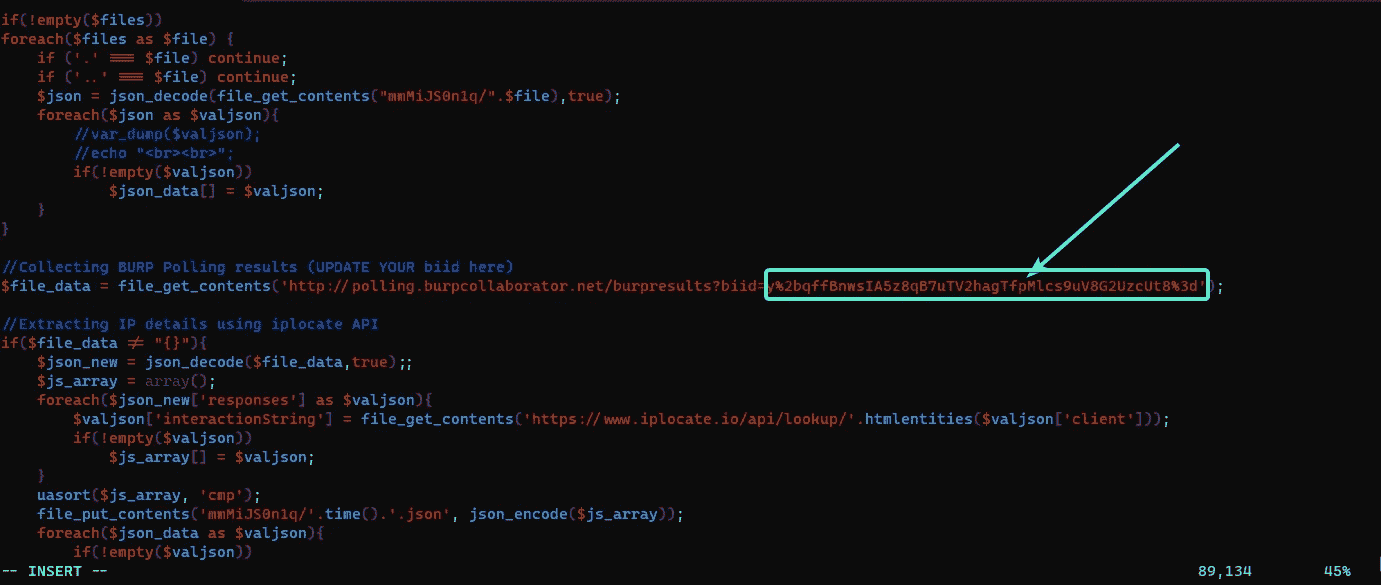 if(!empty($files))
foreach($files as $file) {
    if ('.' === $file) continue;
    if ('..' === $file) continue;
    $json = json_decode(file_get_contents("mmMiJS0n1q/".$file),true);
    foreach($json as $valjson){
        //var_dump($valjson);
        //echo "<br><br>";
        if(!empty($valjson))
            $json_data[] = $valjson;
    }
}
//Collecting BURP Polling results (UPDATE YOUR biid here)
$file_data = file_get_contents('http://polling.burpcollaborator.net/burpresults?biid=y%2bqffBnwsIA5z8qB7uTV2hagTfpMlcs9uV8G2UzcUt8%3d');
//Extracting IP details using iplocate API
if($file_data != "{}"){
    $json_new = json_decode($file_data,true);;
    $js_array = array();
    foreach($json_new['responses'] as $valjson){
        $valjson['interactionString'] = file_get_contents('https://www.iplocate.io/api/lookup/'.htmlentities($valjson['client']));
        if(!empty($valjson))
            $js_array[] = $valjson;
    }
    uasort($js_array, 'cmp');
    file_put_contents('mmMiJS0n1q/'.time().'.json', json_encode($js_array));
    foreach($json_data as $valjson){
        if(!empty($valjson))
-- INSERT -- 89,134 45%